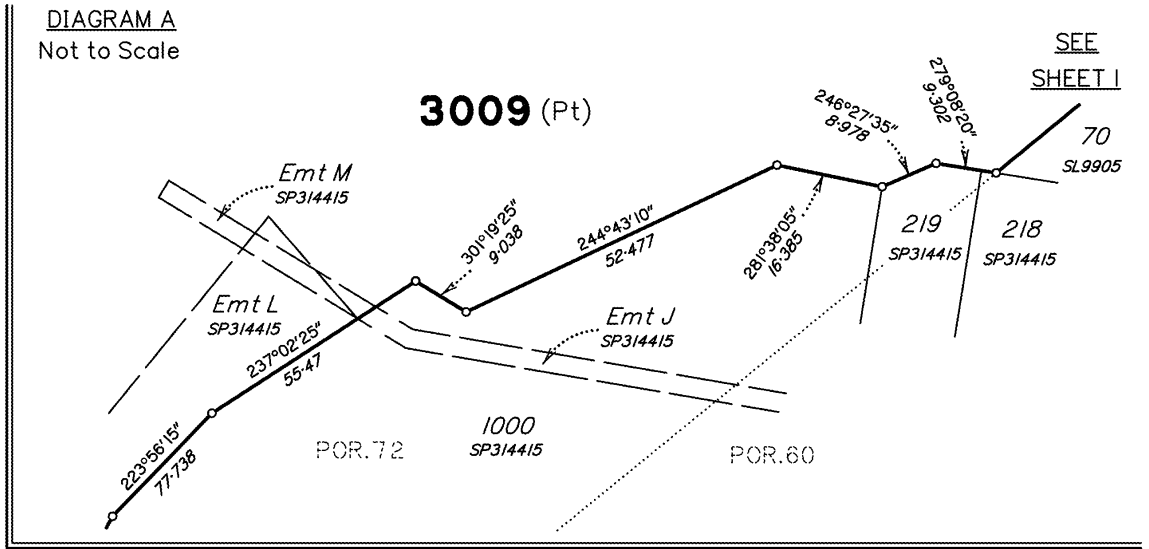 DIAGRAM A
Not to Scale
SEE
SHEET 1
3009 (Pt)
279°08'20"
9·302
246°27'35"
8·978
70
SL9905
Emt M
SP314415
301°19'25"
9·038
244°43'10"
52·477
281°38'05"
16·385
219
SP314415
218
SP314415
Emt L
SP314415
Emt J
SP314415
237°02'25"
55·47
1000
SP314415
POR.72
POR.60
223°56'15"
77·738